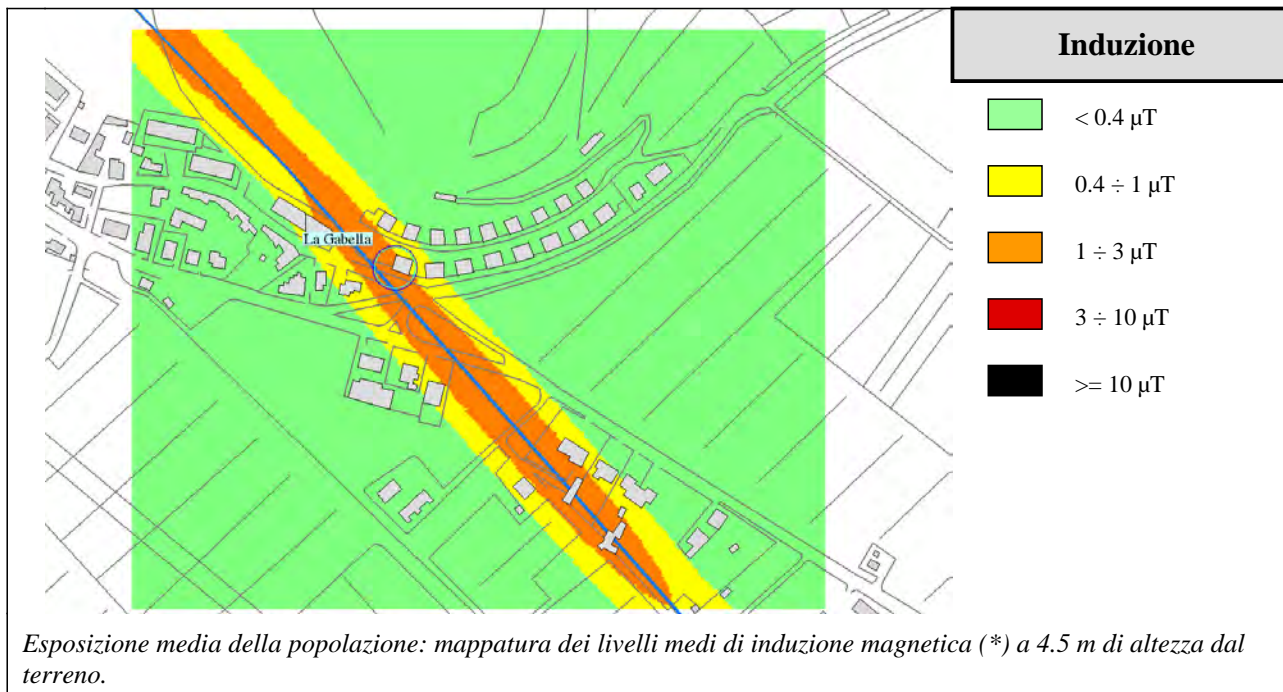 Induzione
< 0.4 µT
0.4 ÷ 1 µT
1 ÷ 3 µT
3 ÷ 10 µT
>= 10 µT
La Gabella
Esposizione media della popolazione: mappatura dei livelli medi di induzione magnetica (*) a 4.5 m di altezza dal
terreno.